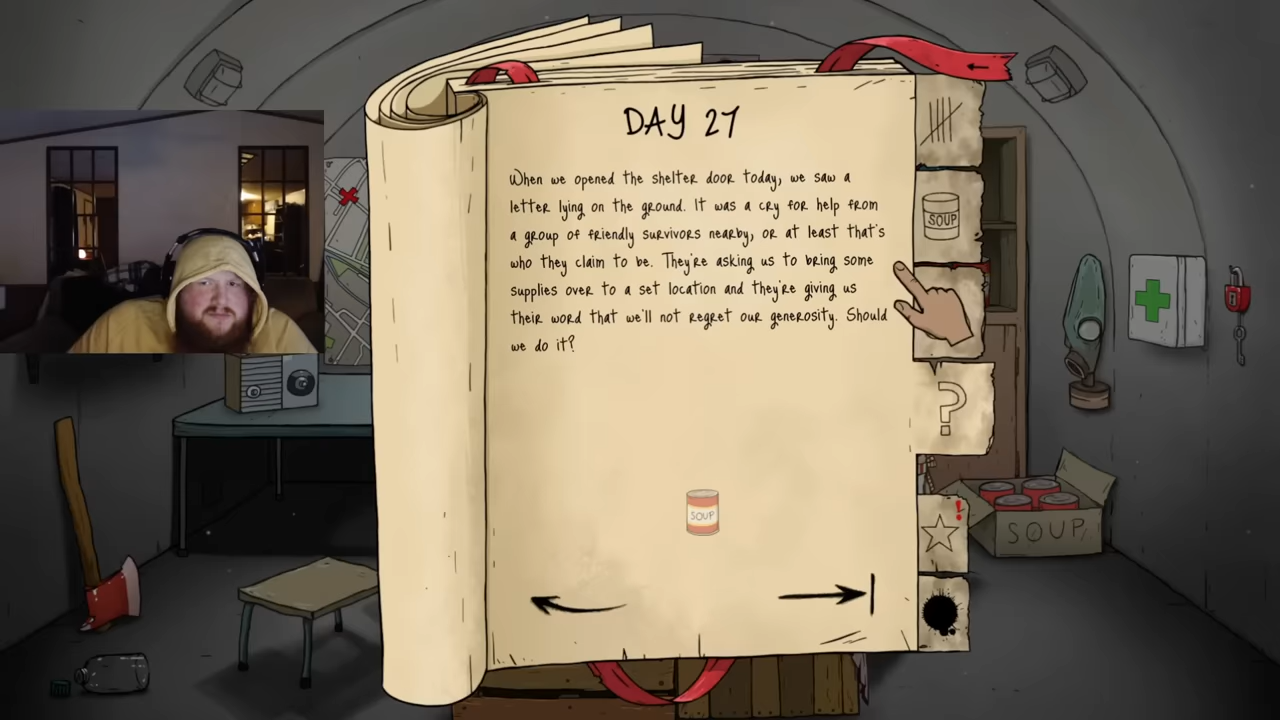 DAY 27
When we opened the shelter door today, we saw a
letter lying on the ground. It was a cry for help from
a group of friendly survivors nearby, or at least that's
who they claim to be. They're asking us to bring some
supplies over to a set location and they're giving us
their word that we'll not regret our generosity. Should
we do it?
SOUP
SOUP
?
!
SOUP